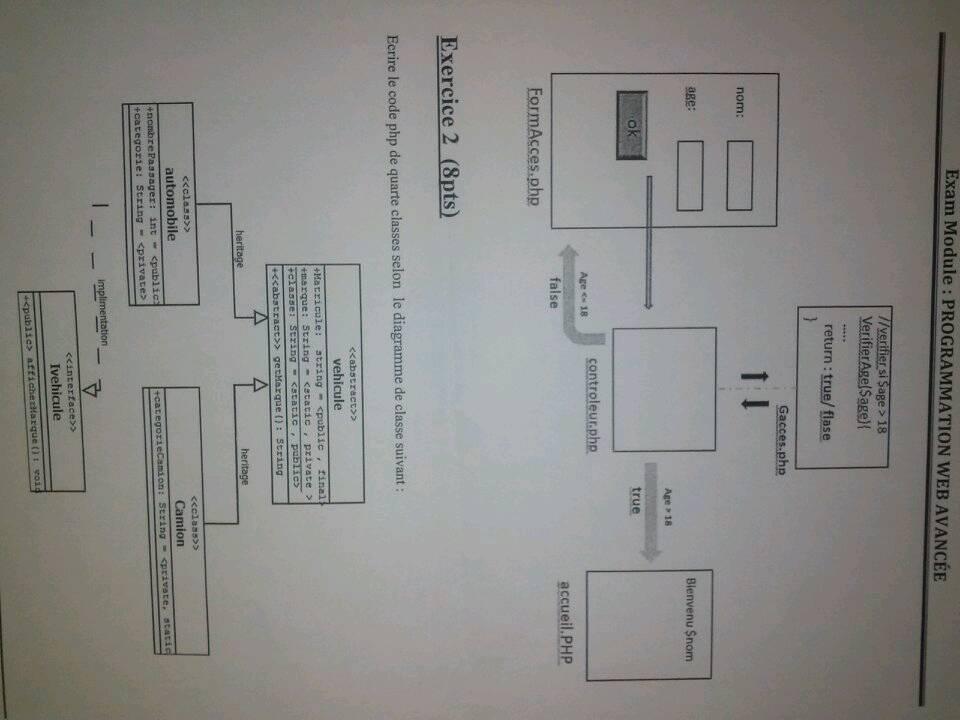 Exam Module : PROGRAMMATION WEB AVANCÉE
nom:
age:
ok
FormAcces.php
//verifier si $age > 18
VerifierAge($age){
.....
return : true/ flase
}
Gacces.php
controleur.php
Age <= 18
false
Age > 18
true
Bienvenu $nom
accueil.PHP
Exercice 2 (8pts)
Ecrire le code php de quarte classes selon le diagramme de classe suivant :
<<abstract>>
vehicule
+Matricule: string = <public , final>
+marque: String = <static , private >
+classe: String = <static , public>
+<<abstract>> getMarque(): String
heritage
heritage
<<class>>
automobile
+nombrePassager: int = <public>
+categorie: String = <private>
<<class>>
Camion
+categorieCamion: String = <private, static
implimentation
<<interface>>
Ivehicule
+<public> afficherMarque(): void